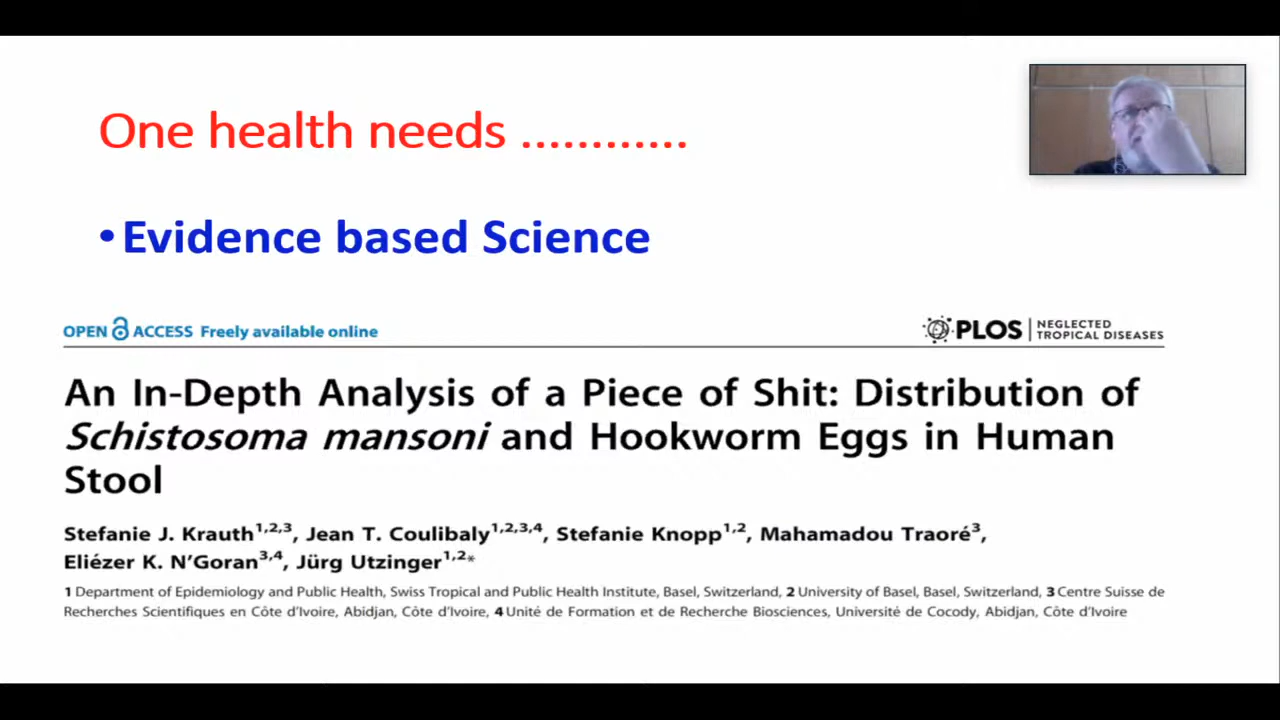 One health needs ............
•Evidence based Science
OPEN ACCESS Freely available online
PLOS | NEGLECTED
TROPICAL DISEASES
An In-Depth Analysis of a Piece of Shit: Distribution of
Schistosoma mansoni and Hookworm Eggs in Human
Stool
Stefanie J. Krauth1,2,3, Jean T. Coulibaly1,2,3,4, Stefanie Knopp1,2, Mahamadou Traoré3,
Eliézer K. N'Goran3,4, Jürg Utzinger1,2*
1 Department of Epidemiology and Public Health, Swiss Tropical and Public Health Institute, Basel, Switzerland, 2 University of Basel, Basel, Switzerland, 3 Centre Suisse de
Recherches Scientifiques en Côte d'Ivoire, Abidjan, Côte d'Ivoire, 4 Unité de Formation et de Recherche Biosciences, Université de Cocody, Abidjan, Côte d'Ivoire